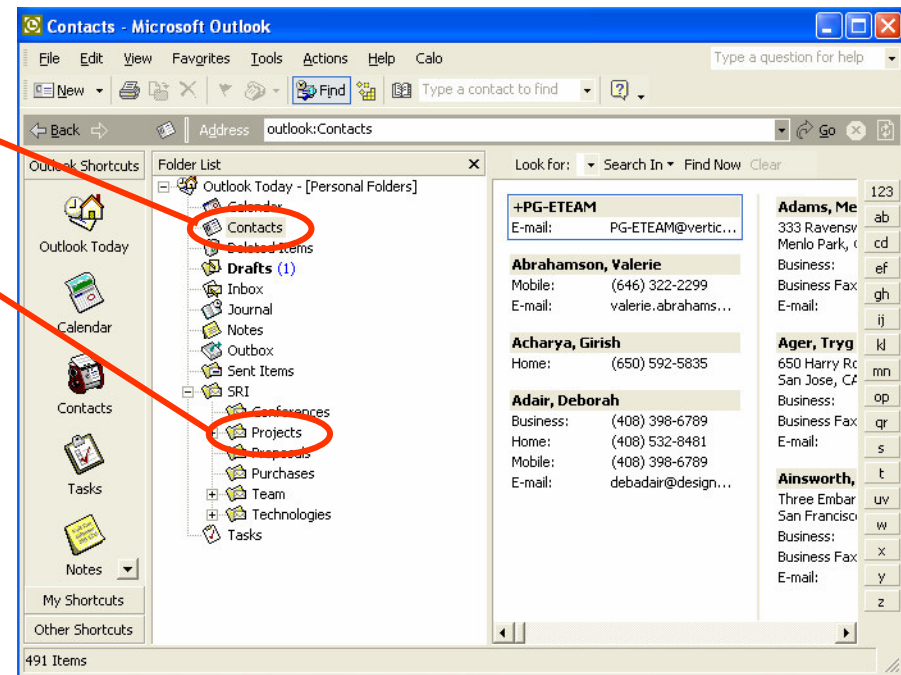 Contacts - Microsoft Outlook
File Edit View Favorites Tools Actions Help Calo Type a question for help
New Find Type a contact to find
Back Address outlook:Contacts Go
Outlook Shortcuts
Outlook Today
Calendar
Contacts
Tasks
Notes
My Shortcuts
Other Shortcuts
Folder List X
Outlook Today - [Personal Folders]
Calendar
Contacts
Deleted Items
Drafts (1)
Inbox
Journal
Notes
Outbox
Sent Items
SRI
Conferences
Projects
Proposals
Purchases
Team
Technologies
Tasks
Look for: Search In Find Now Clear
+PG-ETEAM
E-mail: PG-ETEAM@vertic...
Abrahamson, Valerie
Mobile: (646) 322-2299
E-mail: valerie.abrahams...
Acharya, Girish
Home: (650) 592-5835
Adair, Deborah
Business: (408) 398-6789
Home: (408) 532-8481
Mobile: (408) 398-6789
E-mail: debadair@design...
Adams, Me
333 Ravensw
Menlo Park, (
Business:
Business Fax
E-mail:
Ager, Tryg
650 Harry Ro
San Jose, CA
Business:
Business Fax
E-mail:
Ainsworth,
Three Embar
San Francisco
Business:
Business Fax
E-mail:
123
ab
cd
ef
gh
ij
kl
mn
op
qr
s
t
uv
w
x
y
z
491 Items